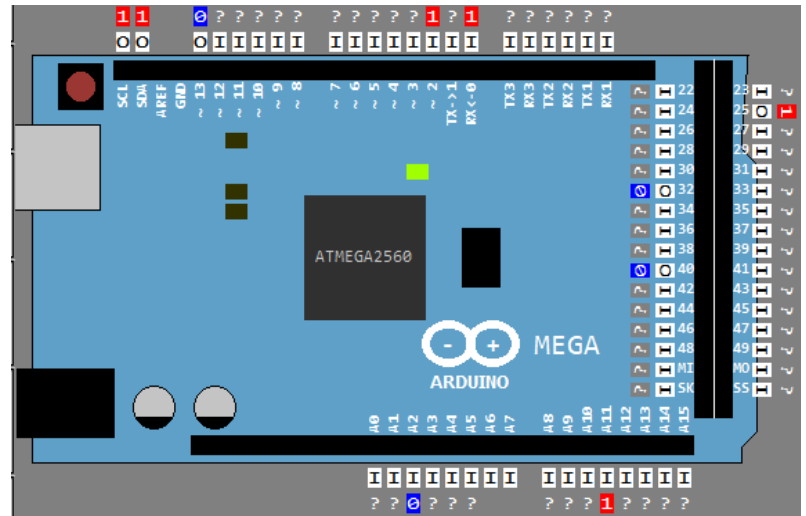 1 1 0 ? ? ? ? ? ? ? ? ? ? 1 ? 1 ? ? ? ? ? ?
O O O I I I I I I I I I I I I I I I I I I I
SCL SDA AREF GND ~ 13 ~ 12 ~ 11 ~ 10 ~ 9 ~ 8 ~ 7 ~ 6 ~ 5 ~ 4 ~ 3 ~ 2 TX->1 RX<-0 TX3 RX3 TX2 RX2 TX1 RX1
? I 22 23 I ?
? I 24 25 O 1
? I 26 27 I ?
? I 28 29 I ?
? I 30 31 I ?
0 O 32 33 I ?
? I 34 35 I ?
? I 36 37 I ?
? I 38 39 I ?
0 O 40 41 I ?
? I 42 43 I ?
? I 44 45 I ?
? I 46 47 I ?
? I 48 49 I ?
? I MI MO I ?
? I SK SS I ?
ATMEGA2560
- + MEGA
ARDUINO
A0 A1 A2 A3 A4 A5 A6 A7 A8 A9 A10 A11 A12 A13 A14 A15
I I I I I I I I I I I I I I I I
? ? 0 ? ? ? ? ? ? 1 ? ? ? ?